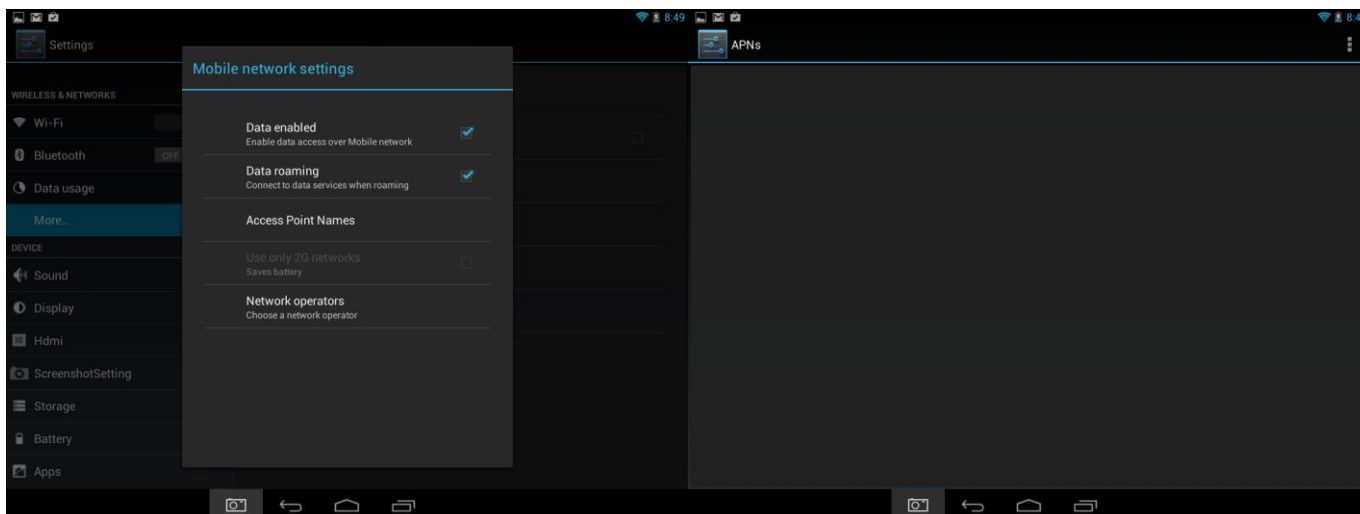 8:49
Settings
WIRELESS & NETWORKS
Wi-Fi
Bluetooth
OFF
Data usage
More...
DEVICE
Sound
Display
Hdmi
ScreenshotSetting
Storage
Battery
Apps
Mobile network settings
Data enabled
Enable data access over Mobile network
Data roaming
Connect to data services when roaming
Access Point Names
Use only 2G networks
Saves battery
Network operators
Choose a network operator
APNs